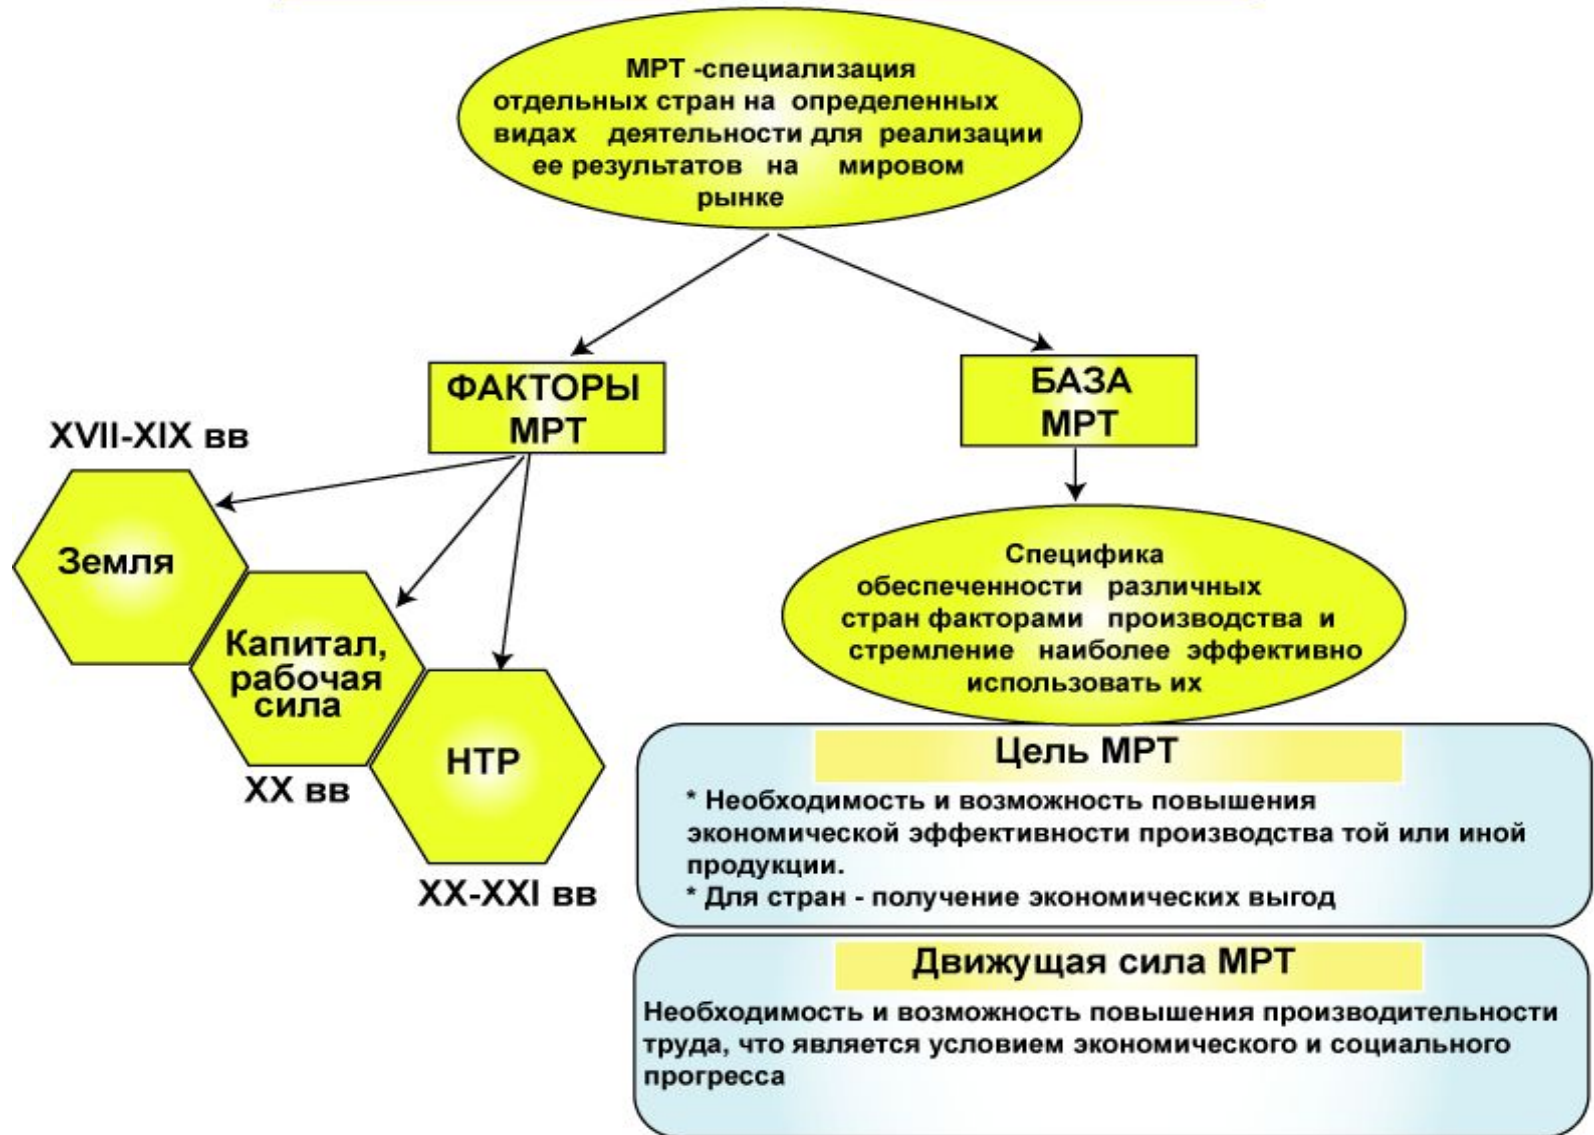 МРТ -специализация
отдельных стран на определенных
видах деятельности для реализации
ее результатов на мировом
рынке
ФАКТОРЫ
МРТ
БАЗА
МРТ
XVII-XIX вв
Земля
Капитал,
рабочая
сила
XX вв
НТР
XX-XXI вв
Специфика
обеспеченности различных
стран факторами производства и
стремление наиболее эффективно
использовать их
Цель МРТ
* Необходимость и возможность повышения
экономической эффективности производства той или иной
продукции.
* Для стран - получение экономических выгод
Движущая сила МРТ
Необходимость и возможность повышения производительности
труда, что является условием экономического и социального
прогресса